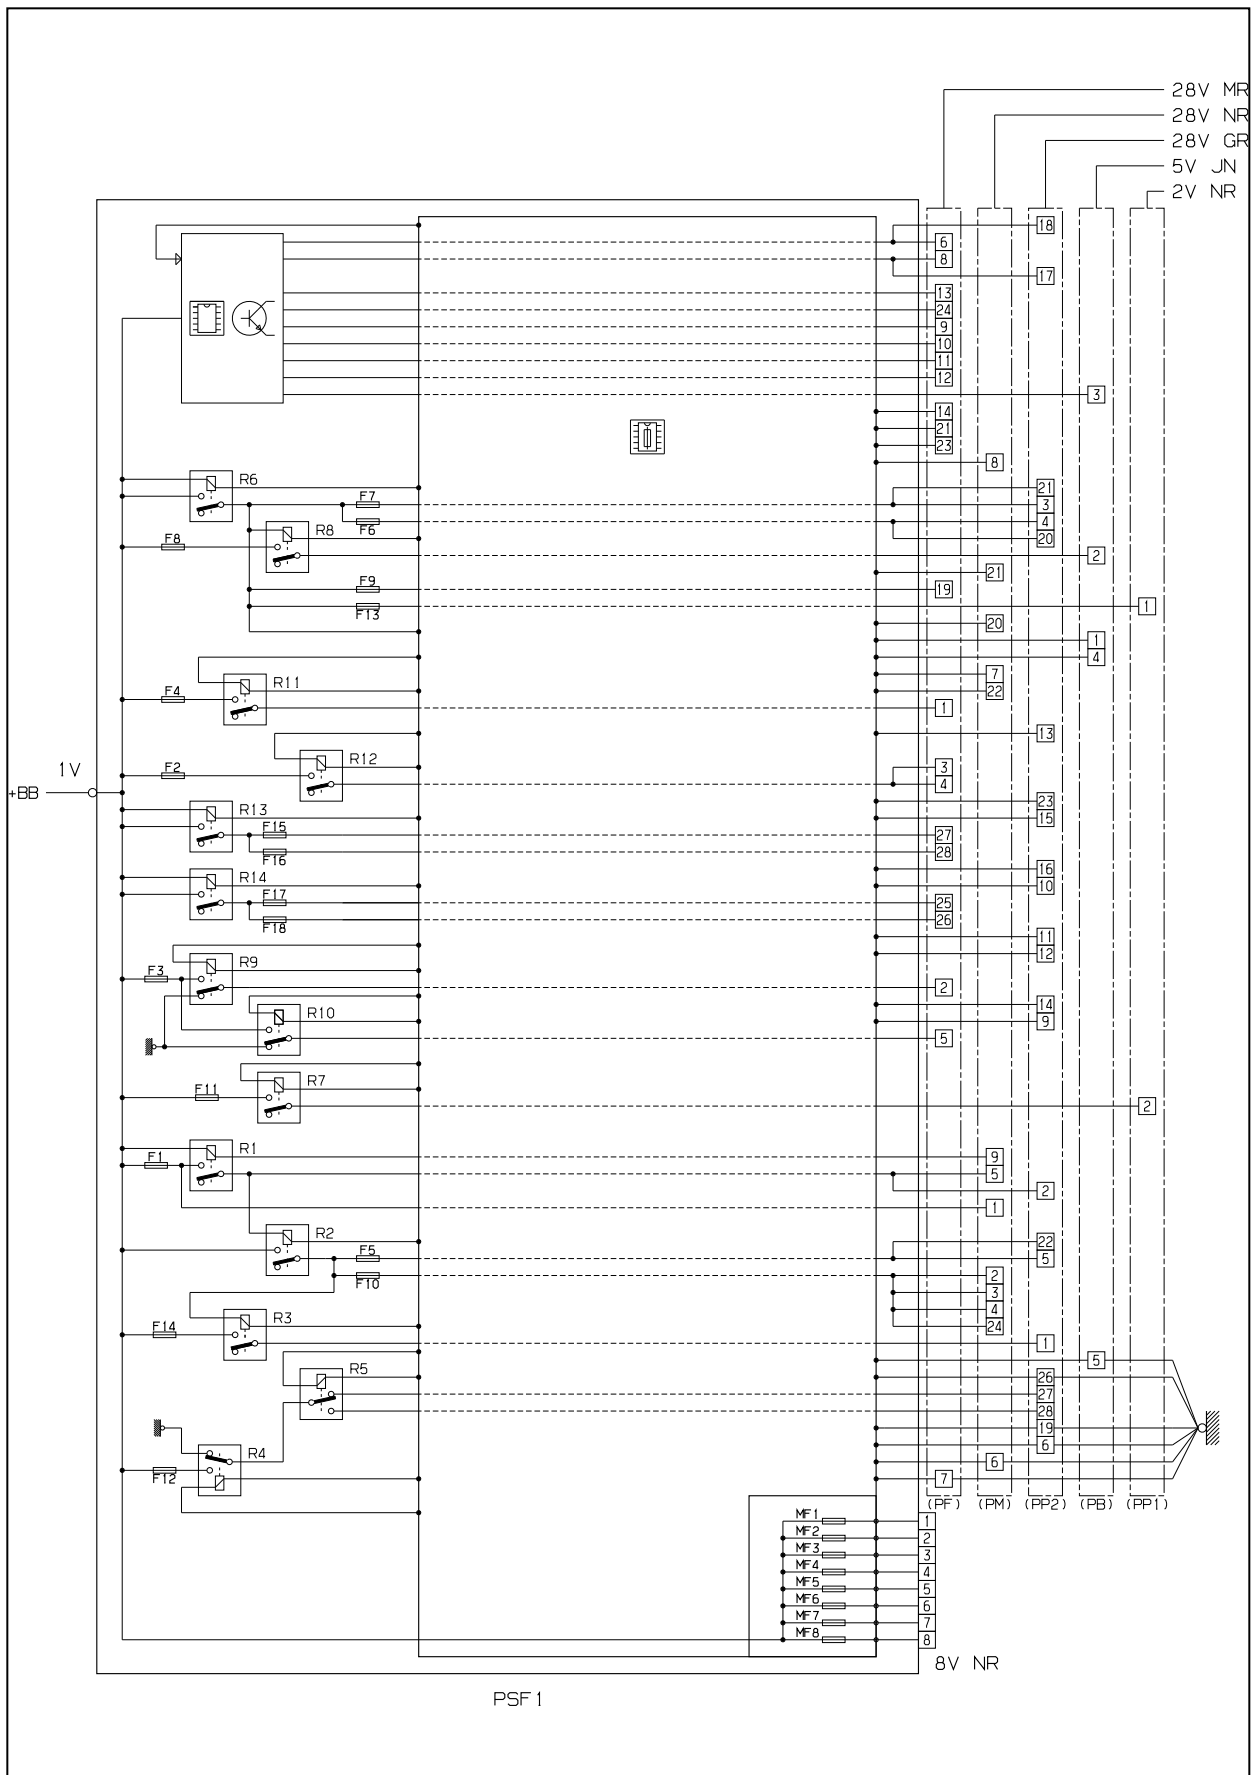 28V MR
28V NR
28V GR
5V JN
2V NR
18
6
8
17
13
24
9
10
11
12
3
14
21
23
8
R6
F7
21
3
F6
4
R8
20
F8
2
21
F9
19
F13
1
20
1
4
7
R11
22
F4
1
13
R12
3
F2
4
1V
+BB
23
R13
15
F15
27
F16
28
16
R14
10
F17
25
F18
26
11
12
R9
F3
2
14
R10
9
5
R7
F11
2
R1
9
F1
5
2
1
R2
22
F5
5
F10
2
3
4
R3
24
F14
1
5
R5
26
27
28
19
R4
6
6
F12
7
(PF)
(PM)
(PP2)
(PB)
(PP1)
MF1
1
MF2
2
MF3
3
MF4
4
MF5
5
MF6
6
MF7
7
MF8
8
8V NR
PSF1